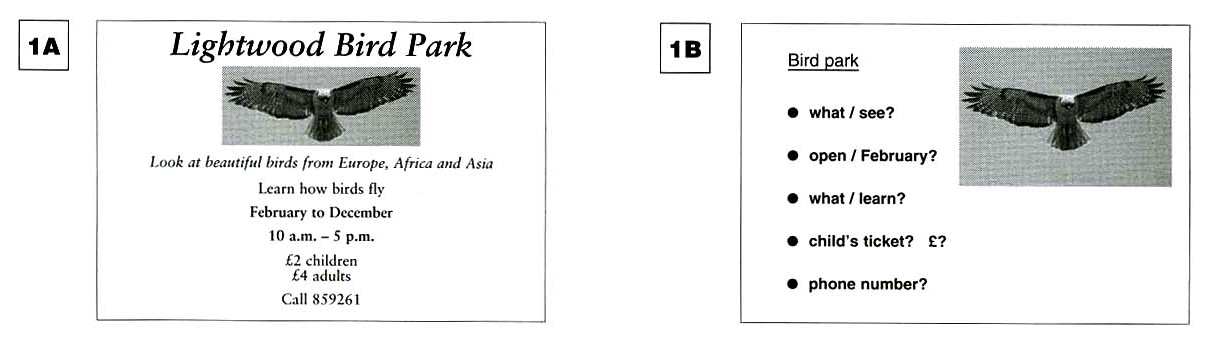 1A
Lightwood Bird Park
Look at beautiful birds from Europe, Africa and Asia
Learn how birds fly
February to December
10 a.m. – 5 p.m.
£2 children
£4 adults
Call 859261
1B
Bird park
● what / see?
● open / February?
● what / learn?
● child's ticket? £?
● phone number?